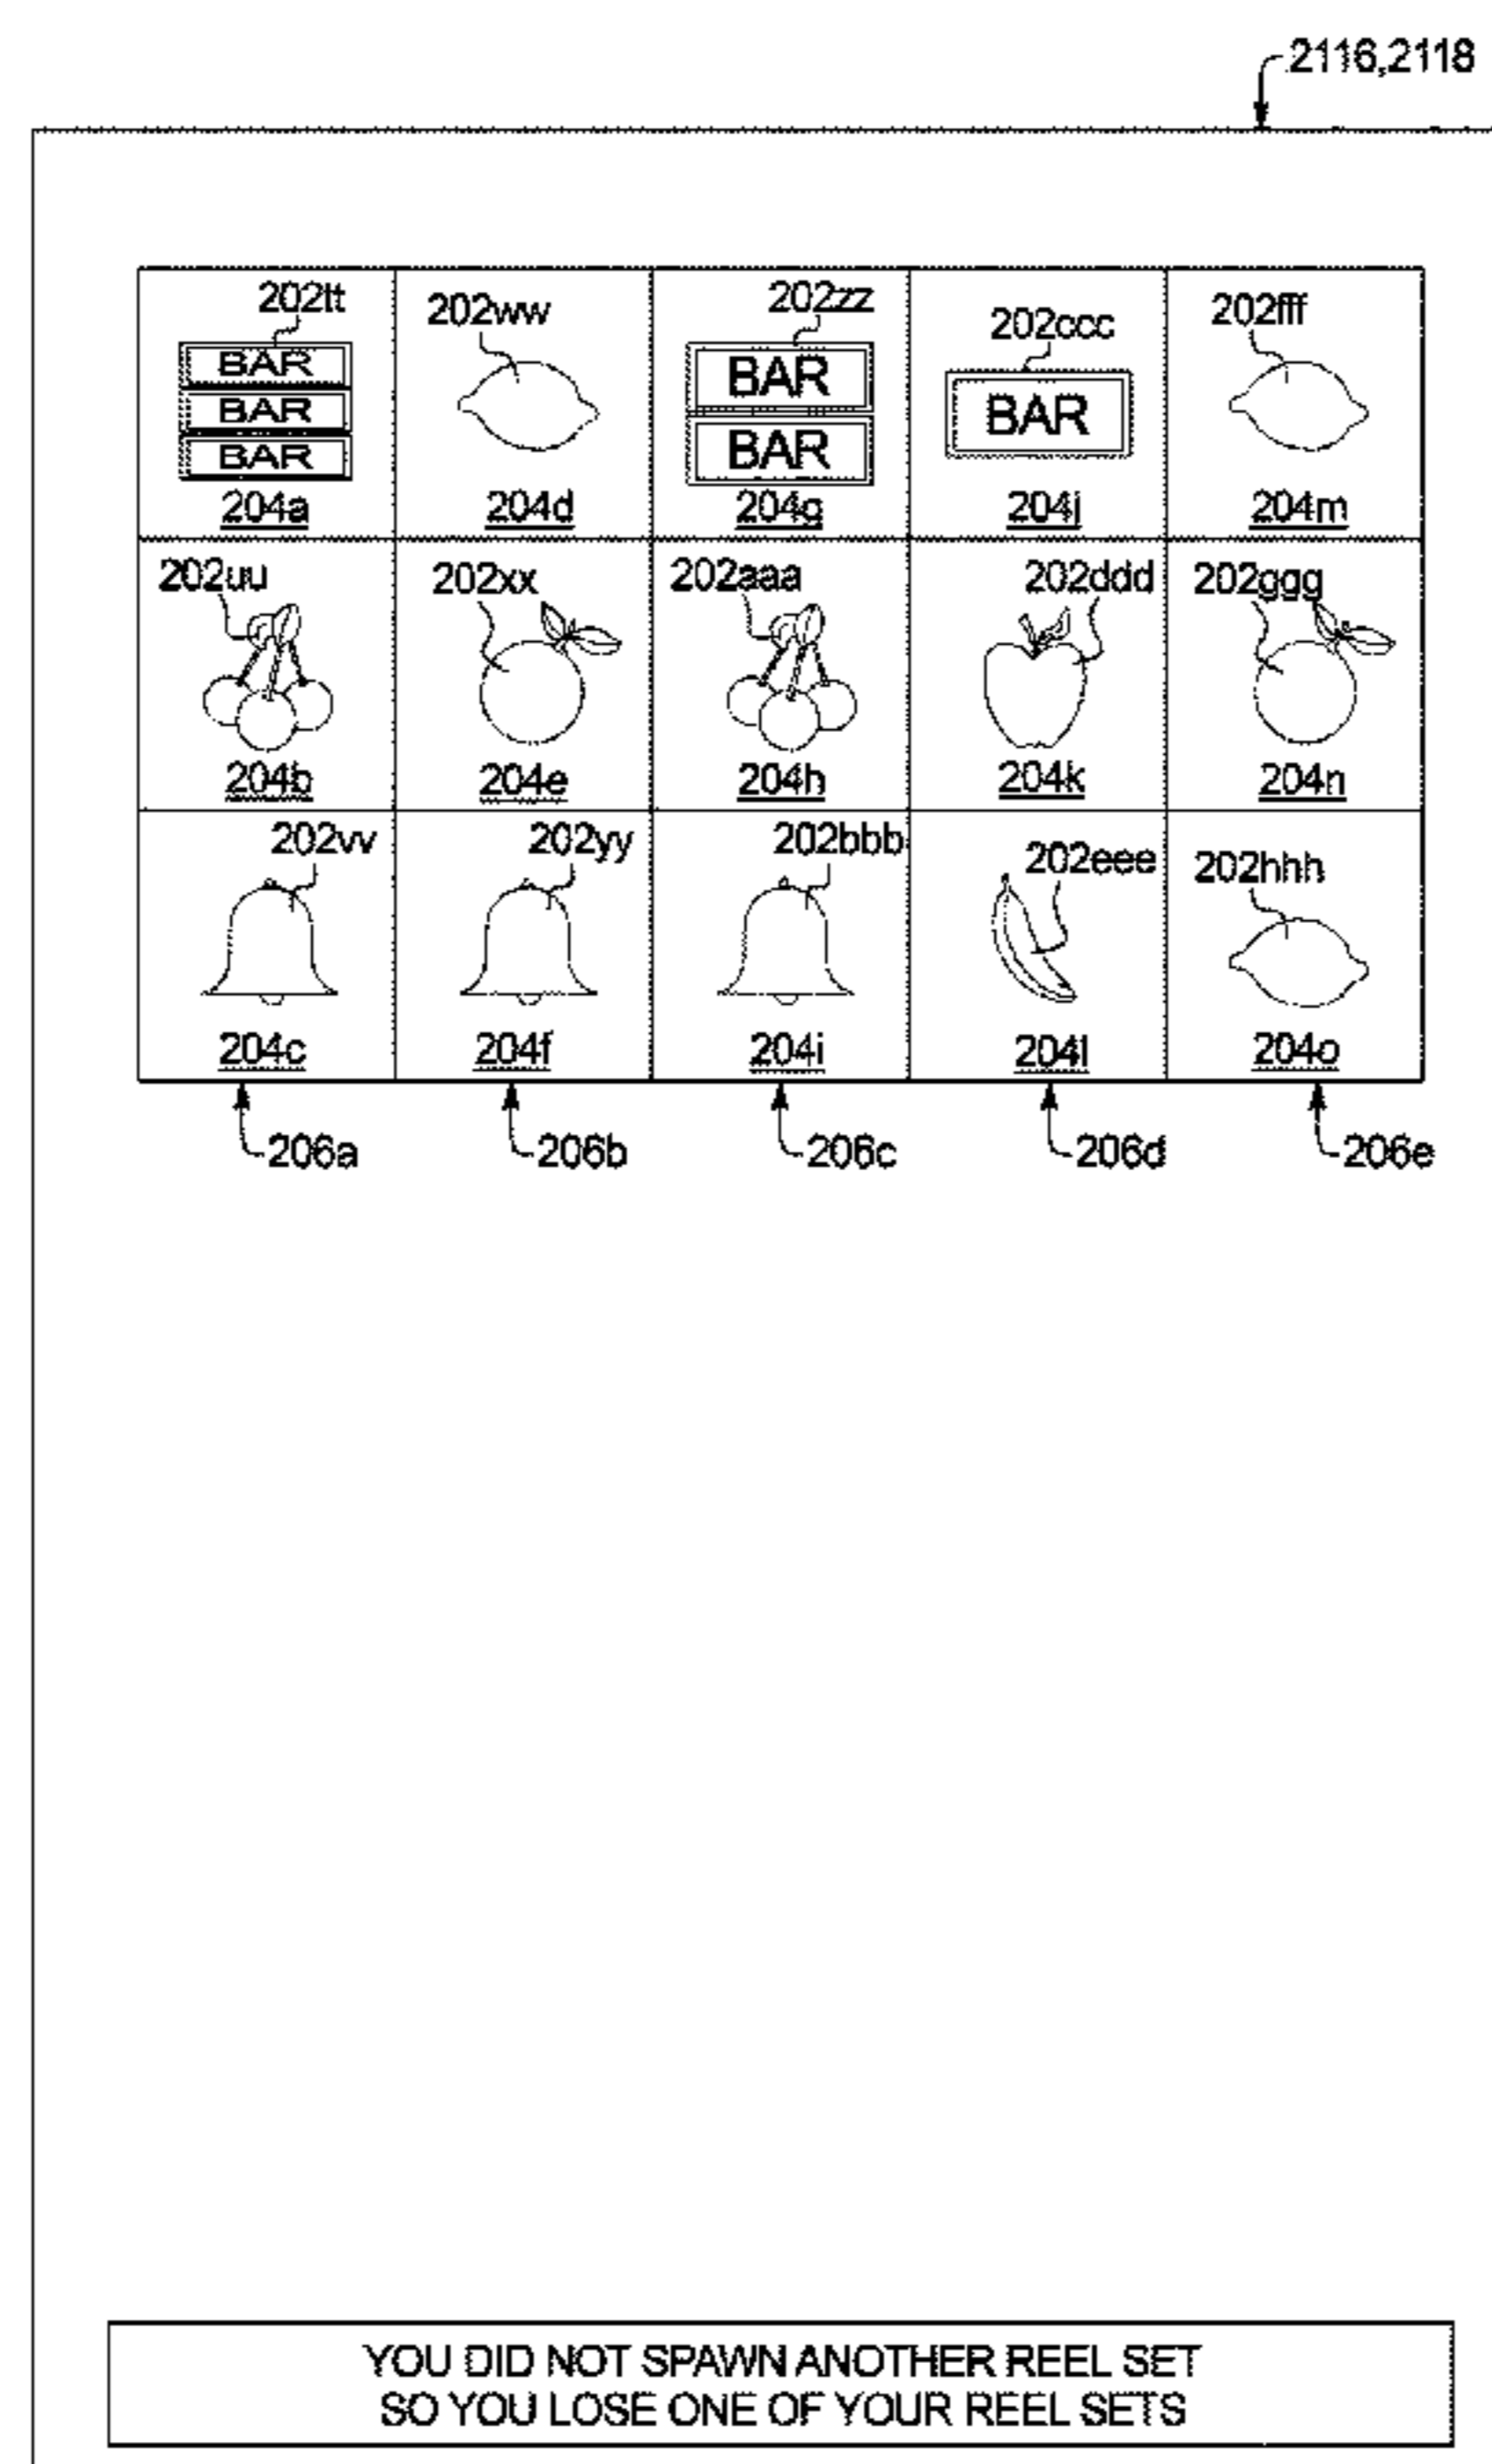 2116,2118
202tt 202ww 202zz 202ccc 202fff
BAR BAR BAR
BAR
BAR BAR
204a 204d 204g 204j 204m
202uu 202xx 202aaa 202ddd 202ggg
204b 204e 204h 204k 204n
202vv 202yy 202bbb 202eee 202hhh
204c 204f 204i 204l 204o
206a 206b 206c 206d 206e
YOU DID NOT SPAWN ANOTHER REEL SET
SO YOU LOSE ONE OF YOUR REEL SETS